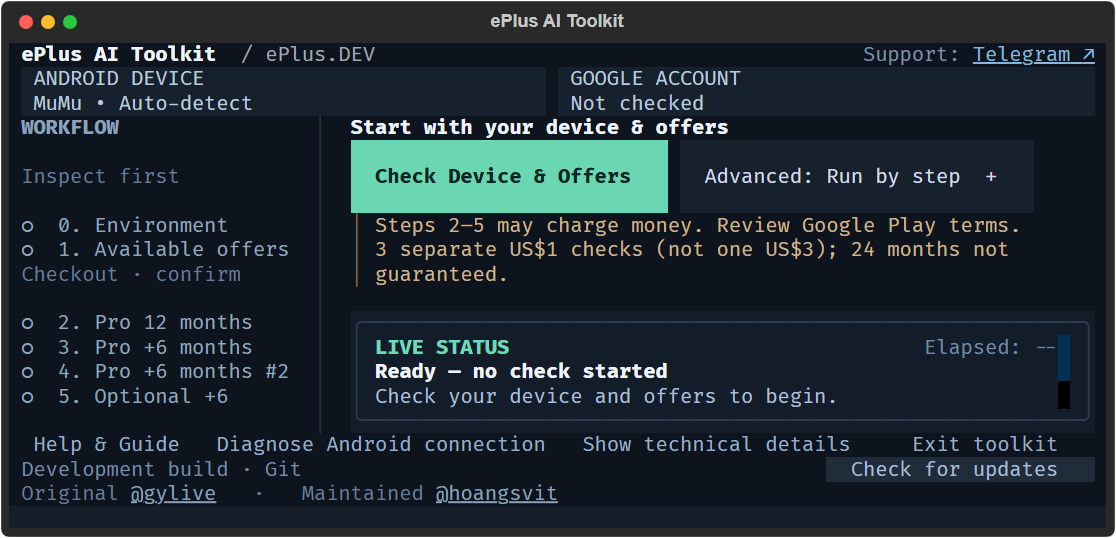 ePlus AI Toolkit
ePlus AI Toolkit / ePlus.DEV Support: Telegram ↗
ANDROID DEVICE
MuMu • Auto-detect
GOOGLE ACCOUNT
Not checked
WORKFLOW
Inspect first
○ 0. Environment
○ 1. Available offers
Checkout · confirm
○ 2. Pro 12 months
○ 3. Pro +6 months
○ 4. Pro +6 months #2
○ 5. Optional +6
Start with your device & offers
Check Device & Offers Advanced: Run by step +
Steps 2–5 may charge money. Review Google Play terms.
3 separate US$1 checks (not one US$3); 24 months not
guaranteed.
LIVE STATUS Elapsed: --
Ready — no check started
Check your device and offers to begin.
Help & Guide Diagnose Android connection Show technical details Exit toolkit
Development build · Git Check for updates
Original @gylive · Maintained @hoangsvit